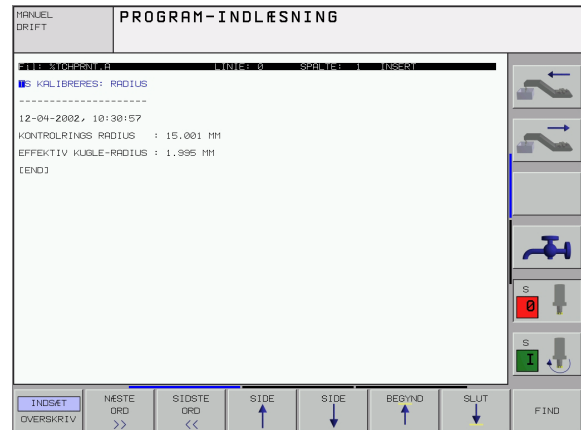 MANUEL
DRIFT
PROGRAM-INDLÆSNING
Fil: %TCHPRNT.A LINIE: 0 SPALTE: 1 INSERT
TS KALIBRERES: RADIUS
--------------------
12-04-2002, 10:30:57
KONTROLRINGS RADIUS : 15.001 MM
EFFEKTIV KUGLE-RADIUS : 1.995 MM
[END]
S
0
S
I
INDSÆT
OVERSKRIV
NÆSTE
ORD
>>
SIDSTE
ORD
<<
SIDE
SIDE
BEGYND
SLUT
FIND